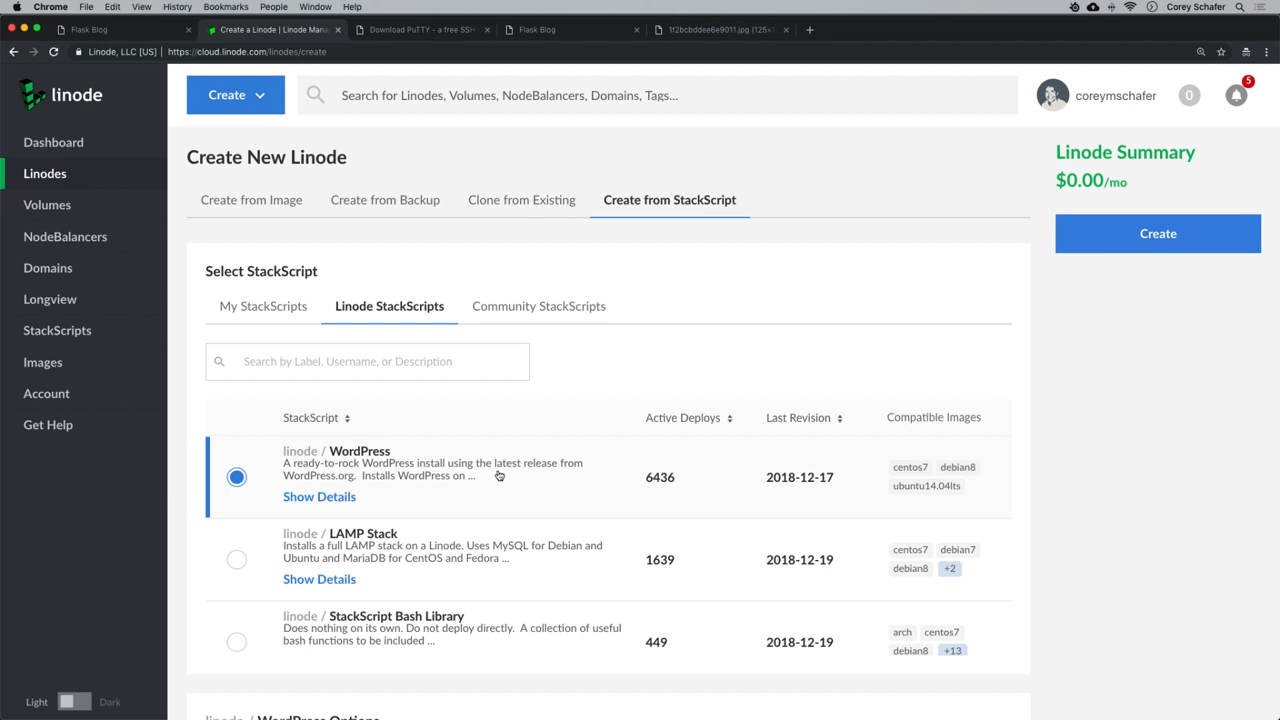 Chrome File Edit View History Bookmarks People Window Help Corey Schafer
Flask Blog
Create a Linode | Linode Mana
Download PuTTY - a free SSH
Flask Blog
1f2bcbddee6e9011.jpg (125×1
Linode, LLC [US] | https://cloud.linode.com/linodes/create
linode
Create
Search for Linodes, Volumes, NodeBalancers, Domains, Tags...
coreymschafer
0
5
Dashboard
Linodes
Volumes
NodeBalancers
Domains
Longview
StackScripts
Images
Account
Get Help
Light Dark
Create New Linode
Create from Image Create from Backup Clone from Existing Create from StackScript
Select StackScript
My StackScripts Linode StackScripts Community StackScripts
Search by Label, Username, or Description
StackScript Active Deploys Last Revision Compatible Images
linode / WordPress
A ready-to-rock WordPress install using the latest release from
WordPress.org. Installs WordPress on ...
Show Details
6436
2018-12-17
centos7 debian8
ubuntu14.04lts
linode / LAMP Stack
Installs a full LAMP stack on a Linode. Uses MySQL for Debian and
Ubuntu and MariaDB for CentOS and Fedora ...
Show Details
1639
2018-12-19
centos7 debian7
debian8 +2
linode / StackScript Bash Library
Does nothing on its own. Do not deploy directly. A collection of useful
bash functions to be included ...
449
2018-12-19
arch centos7
debian8 +13
linode / WordPress Options
Linode Summary
$0.00/mo
Create